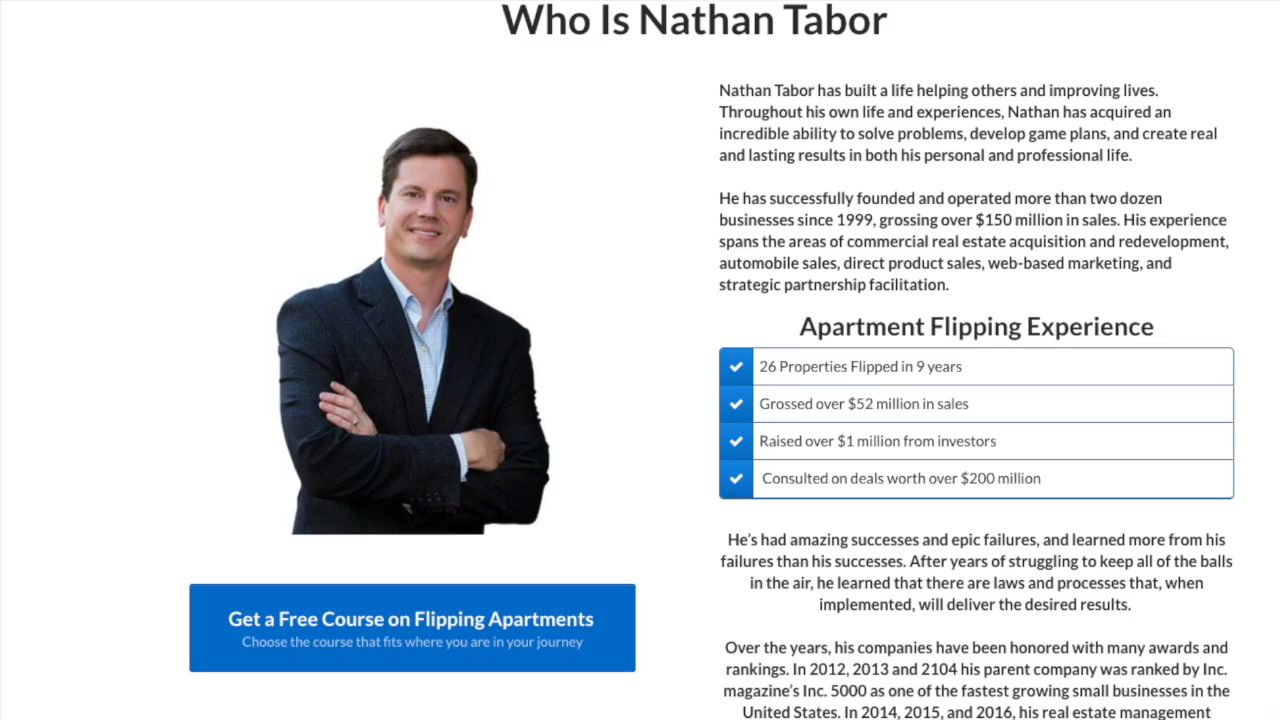 Who Is Nathan Tabor
Nathan Tabor has built a life helping others and improving lives.
Throughout his own life and experiences, Nathan has acquired an
incredible ability to solve problems, develop game plans, and create real
and lasting results in both his personal and professional life.
He has successfully founded and operated more than two dozen
businesses since 1999, grossing over $150 million in sales. His experience
spans the areas of commercial real estate acquisition and redevelopment,
automobile sales, direct product sales, web-based marketing, and
strategic partnership facilitation.
Apartment Flipping Experience
26 Properties Flipped in 9 years
Grossed over $52 million in sales
Raised over $1 million from investors
Consulted on deals worth over $200 million
He's had amazing successes and epic failures, and learned more from his
failures than his successes. After years of struggling to keep all of the balls
in the air, he learned that there are laws and processes that, when
implemented, will deliver the desired results.
Over the years, his companies have been honored with many awards and
rankings. In 2012, 2013 and 2104 his parent company was ranked by Inc.
magazine's Inc. 5000 as one of the fastest growing small businesses in the
United States. In 2014, 2015, and 2016, his real estate management
Get a Free Course on Flipping Apartments
Choose the course that fits where you are in your journey